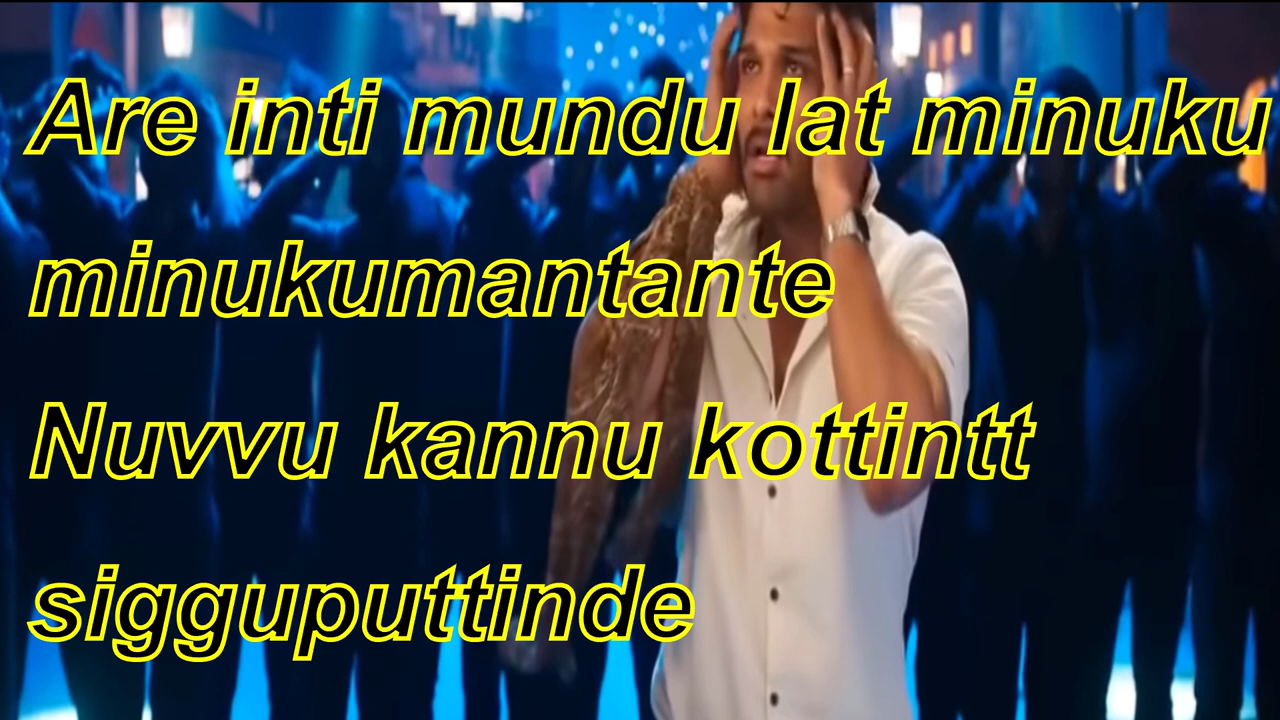 Are inti mundu lat minuku
minukumantante
Nuvvu kannu kottintt
sigguputtinde